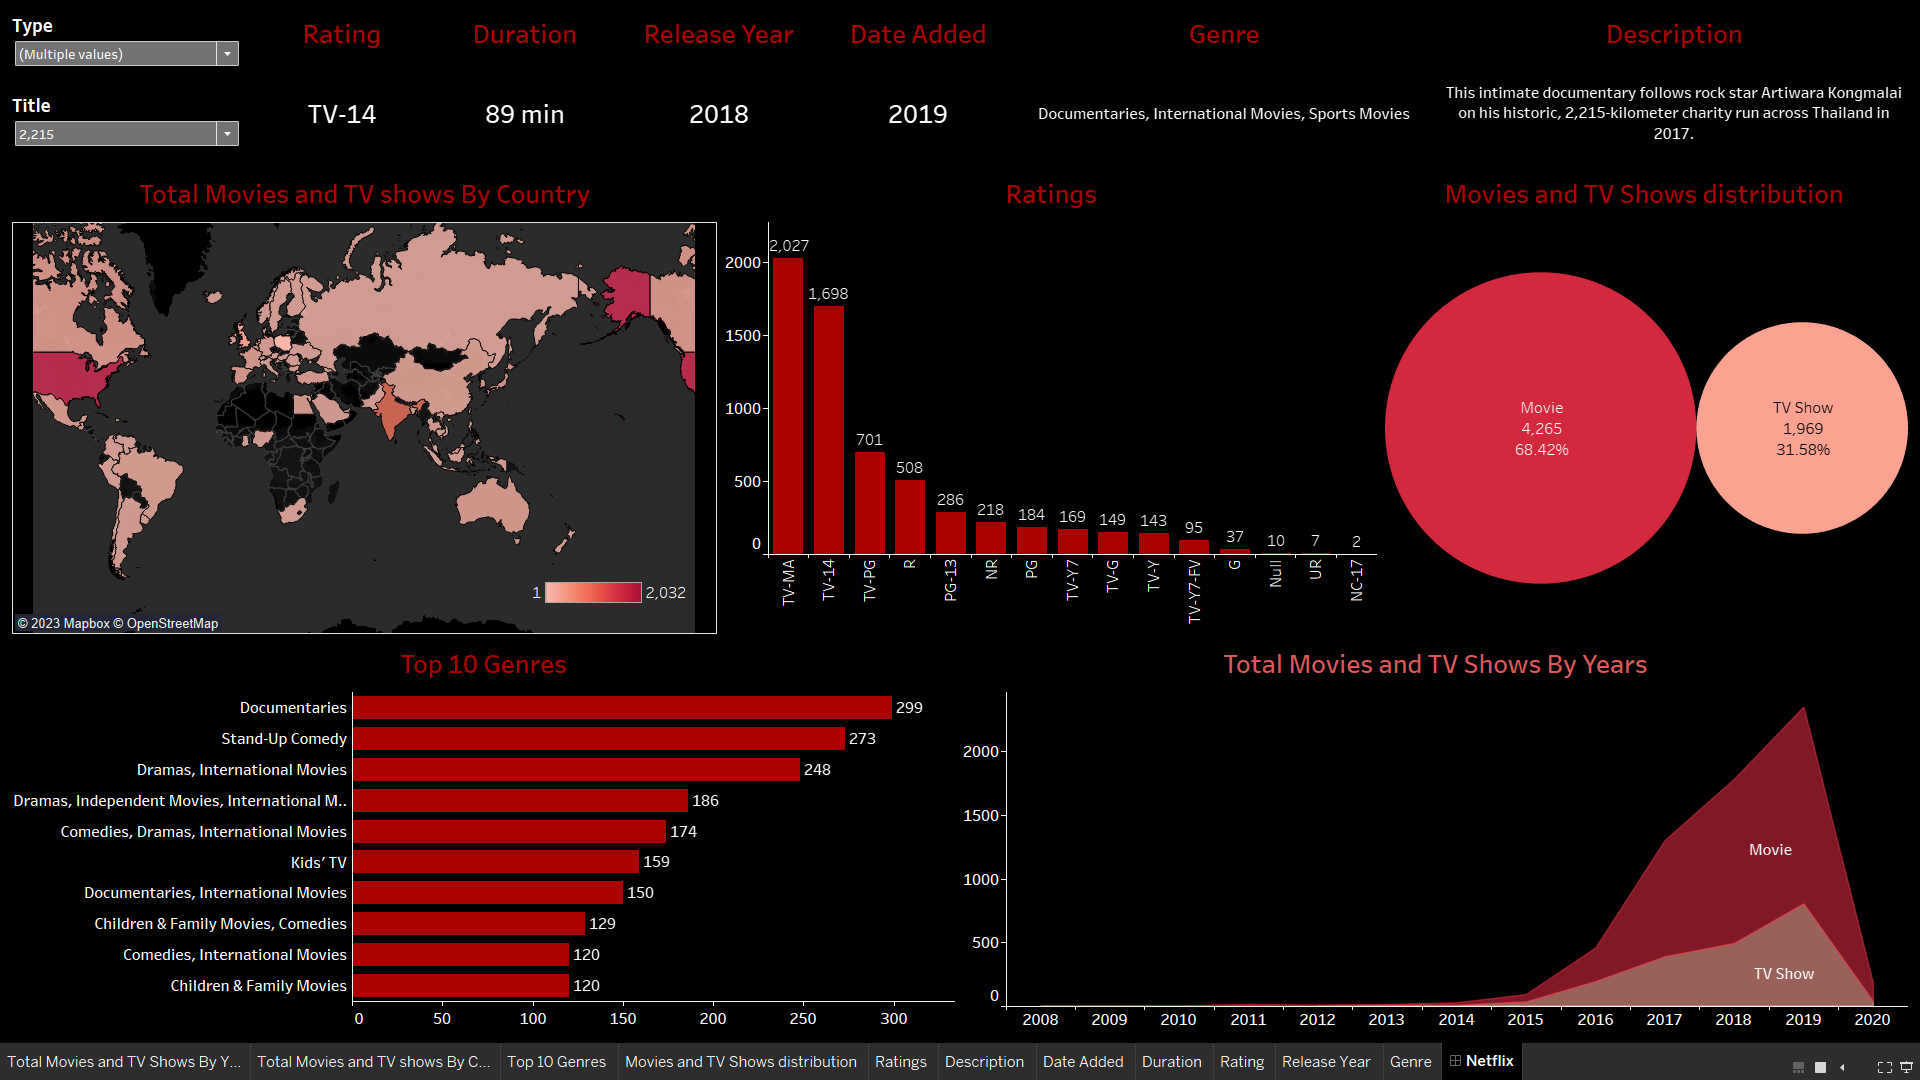 Type
(Multiple values)
Title
2,215
Rating
TV-14
Duration
89 min
Release Year
2018
Date Added
2019
Genre
Documentaries, International Movies, Sports Movies
Description
This intimate documentary follows rock star Artiwara Kongmalai
on his historic, 2,215-kilometer charity run across Thailand in
2017.
Total Movies and TV shows By Country
1
2,032
© 2023 Mapbox © OpenStreetMap
Ratings
2000
1500
1000
500
0
2,027
1,698
701
508
286
218
184
169
149
143
95
37
10
7
2
TV-MA
TV-14
TV-PG
R
PG-13
NR
PG
TV-Y7
TV-G
TV-Y
TV-Y7-FV
G
Null
UR
NC-17
Movies and TV Shows distribution
Movie
4,265
68.42%
TV Show
1,969
31.58%
Top 10 Genres
Documentaries 299
Stand-Up Comedy 273
Dramas, International Movies 248
Dramas, Independent Movies, International M.. 186
Comedies, Dramas, International Movies 174
Kids’ TV 159
Documentaries, International Movies 150
Children & Family Movies, Comedies 129
Comedies, International Movies 120
Children & Family Movies 120
0 50 100 150 200 250 300
Total Movies and TV Shows By Years
2000
1500
1000
500
0
Movie
TV Show
2008 2009 2010 2011 2012 2013 2014 2015 2016 2017 2018 2019 2020
Total Movies and TV Shows By Y... Total Movies and TV shows By C... Top 10 Genres Movies and TV Shows distribution Ratings Description Date Added Duration Rating Release Year Genre Netflix